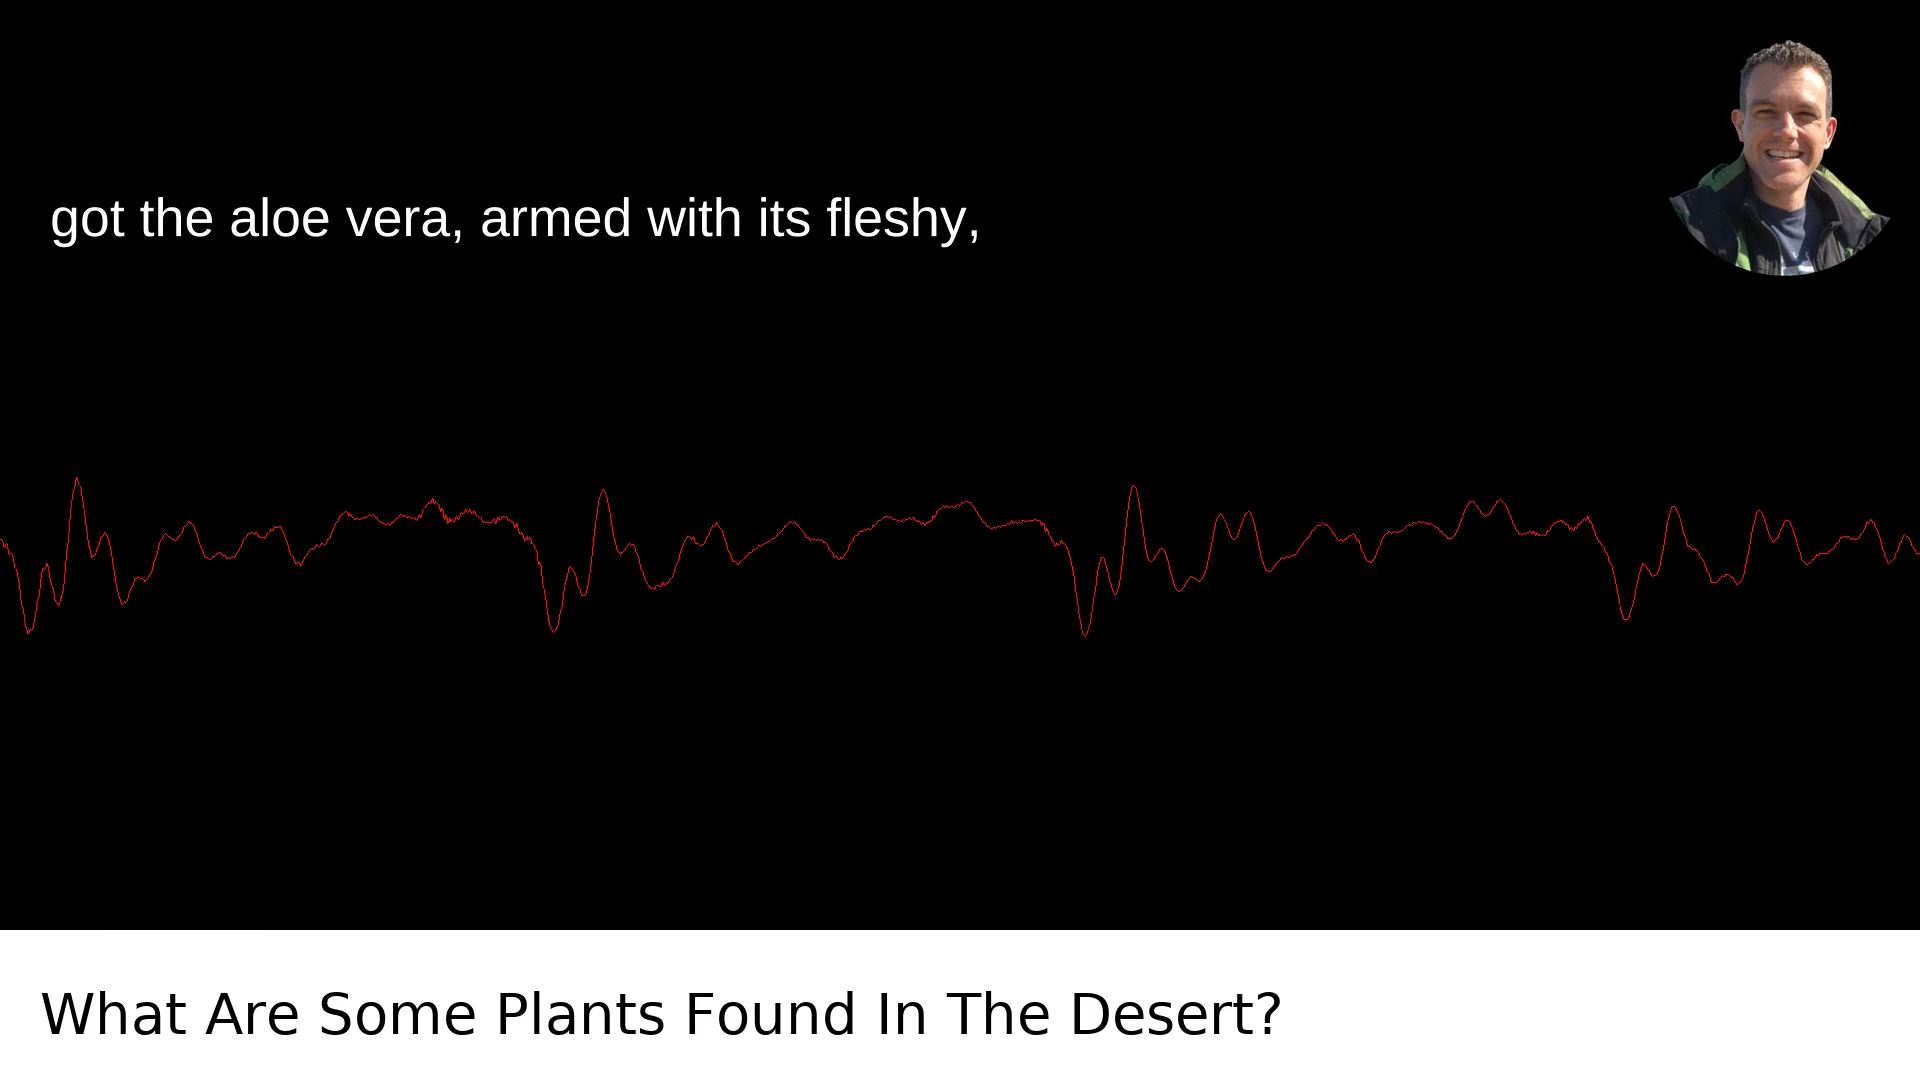 got the aloe vera, armed with its fleshy,
What Are Some Plants Found In The Desert?